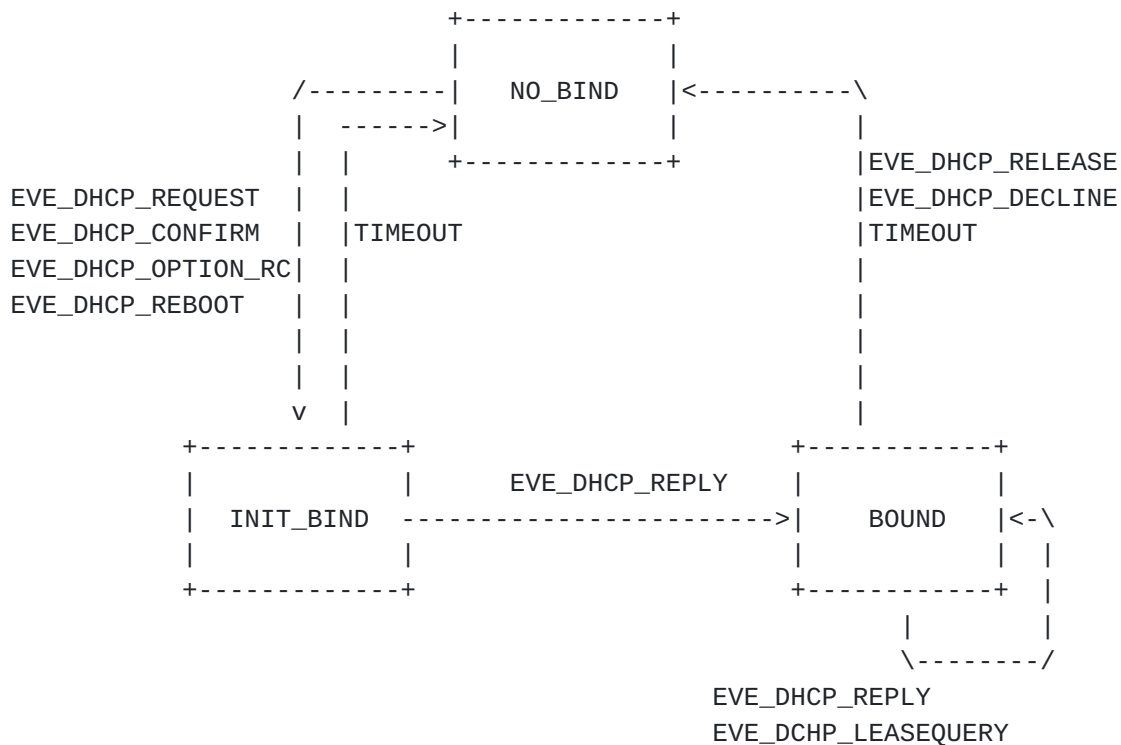 NO_BIND
EVE_DHCP_RELEASE
EVE_DHCP_REQUEST
EVE_DHCP_DECLINE
EVE_DHCP_CONFIRM
TIMEOUT
TIMEOUT
EVE_DHCP_OPTION_RC
EVE_DHCP_REBOOT
EVE_DHCP_REPLY
INIT_BIND
BOUND
EVE_DHCP_REPLY
EVE_DCHP_LEASEQUERY